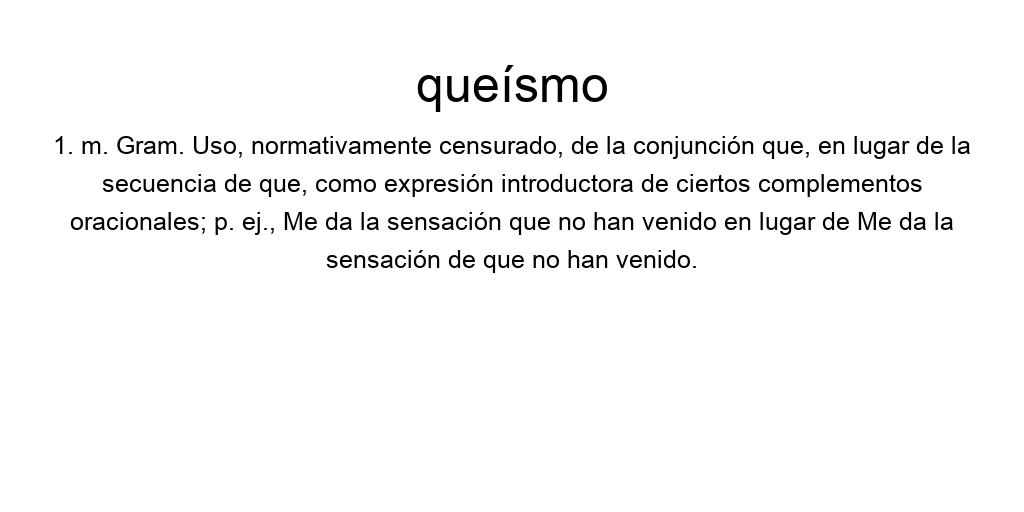 queísmo
1. m. Gram. Uso, normativamente censurado, de la conjunción que, en lugar de la
secuencia de que, como expresión introductora de ciertos complementos
oracionales; p. ej., Me da la sensación que no han venido en lugar de Me da la
sensación de que no han venido.